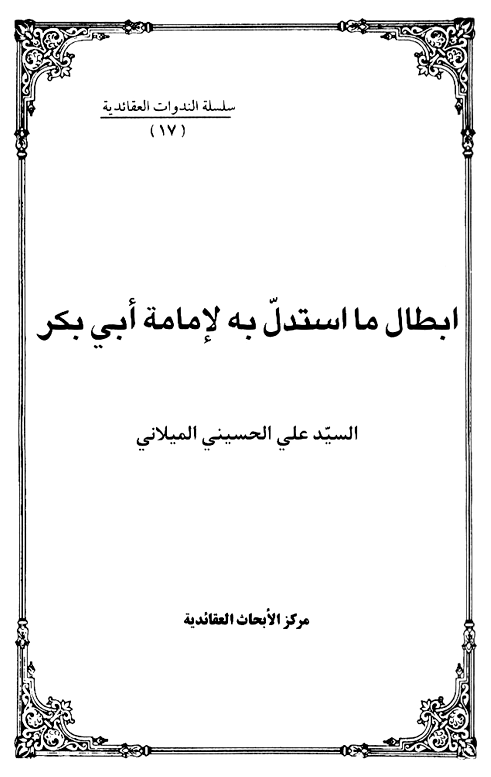 سلسلة الندوات العقائدية
(١٧)
ابطال ما استدلّ به لإمامة أبي بكر
السيّد علي الحسيني الميلاني
مركز الأبحاث العقائدية